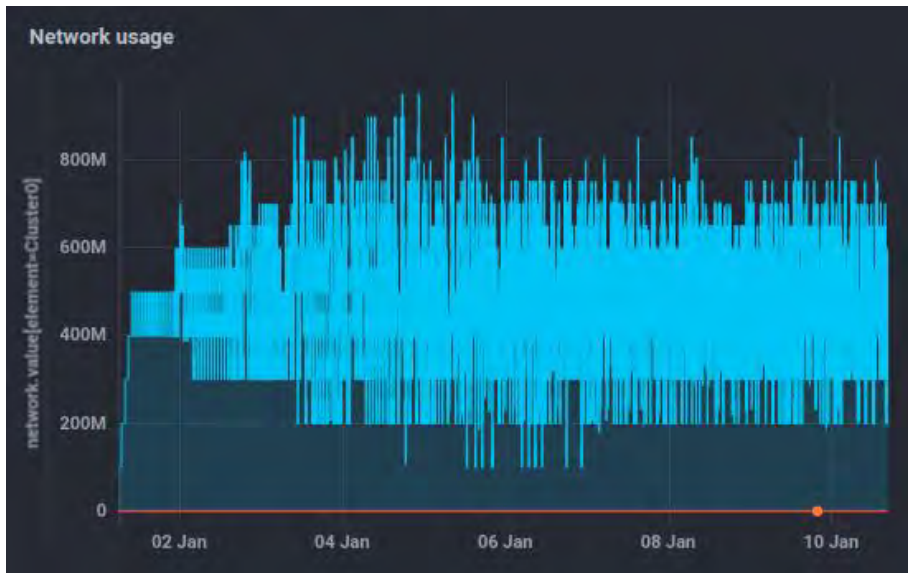 Network usage
network.value[element=Cluster0]
800M
600M
400M
200M
0
02 Jan
04 Jan
06 Jan
08 Jan
10 Jan